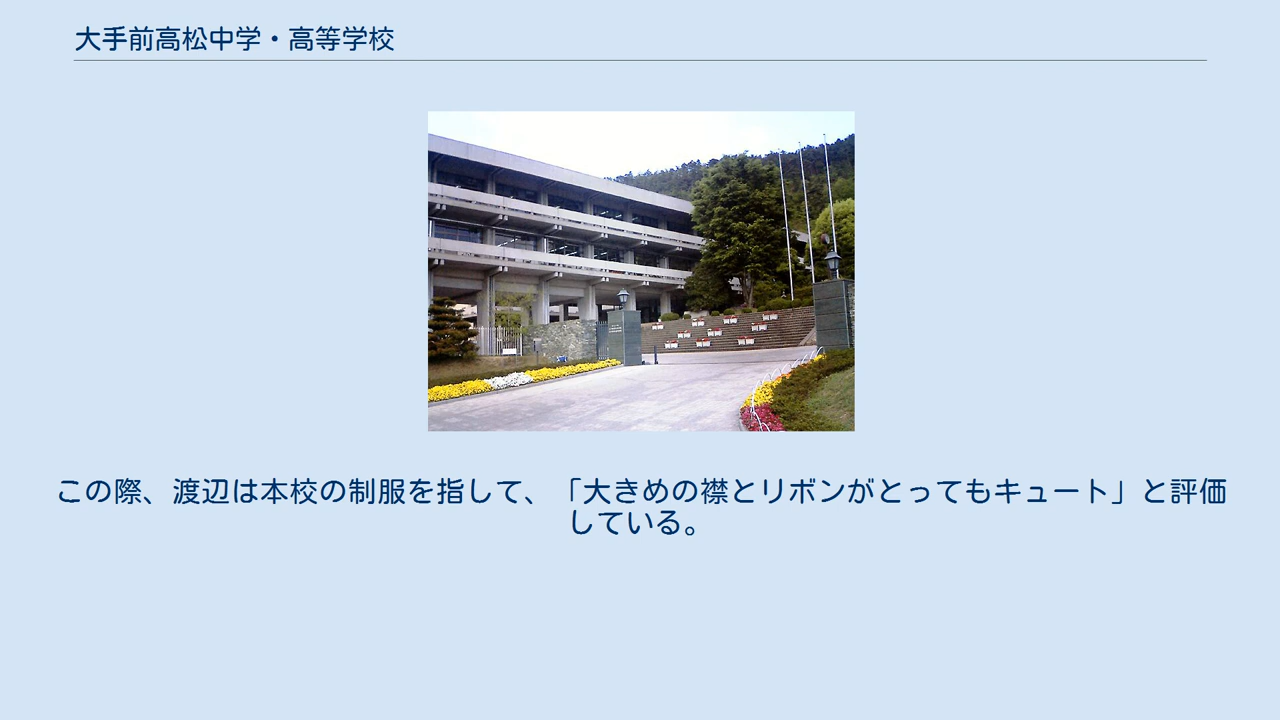 大手前高松中学・高等学校
この際、渡辺は本校の制服を指して、「大きめの襟とリボンがとってもキュート」と評価
している。